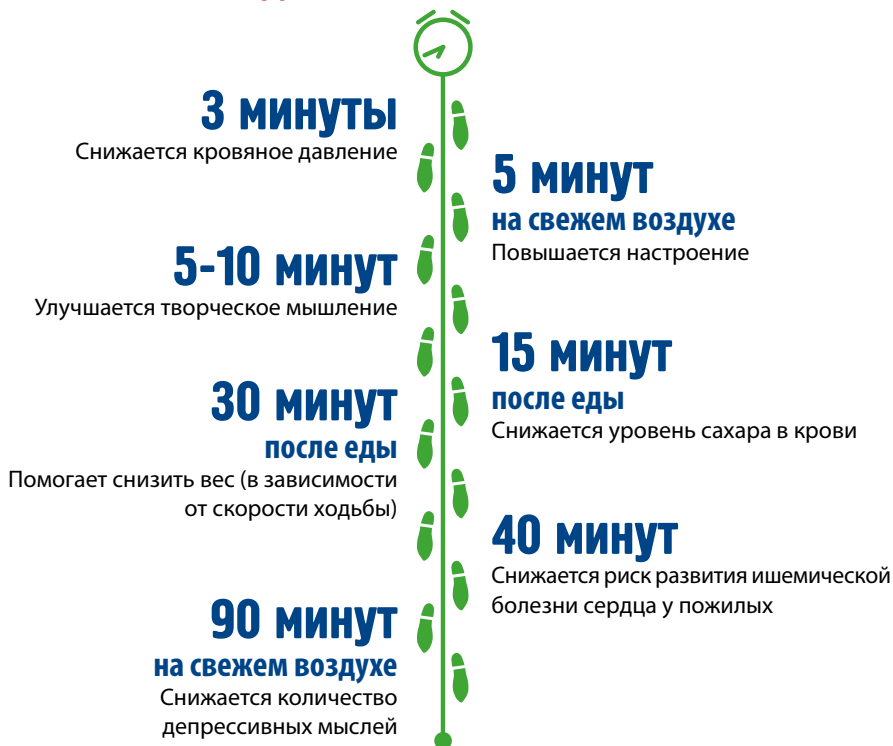 3 минуты
Снижается кровяное давление
5 минут
на свежем воздухе
Повышается настроение
5-10 минут
Улучшается творческое мышление
15 минут
после еды
Снижается уровень сахара в крови
30 минут
после еды
Помогает снизить вес (в зависимости
от скорости ходьбы)
40 минут
Снижается риск развития ишемической
болезни сердца у пожилых
90 минут
на свежем воздухе
Снижается количество
депрессивных мыслей